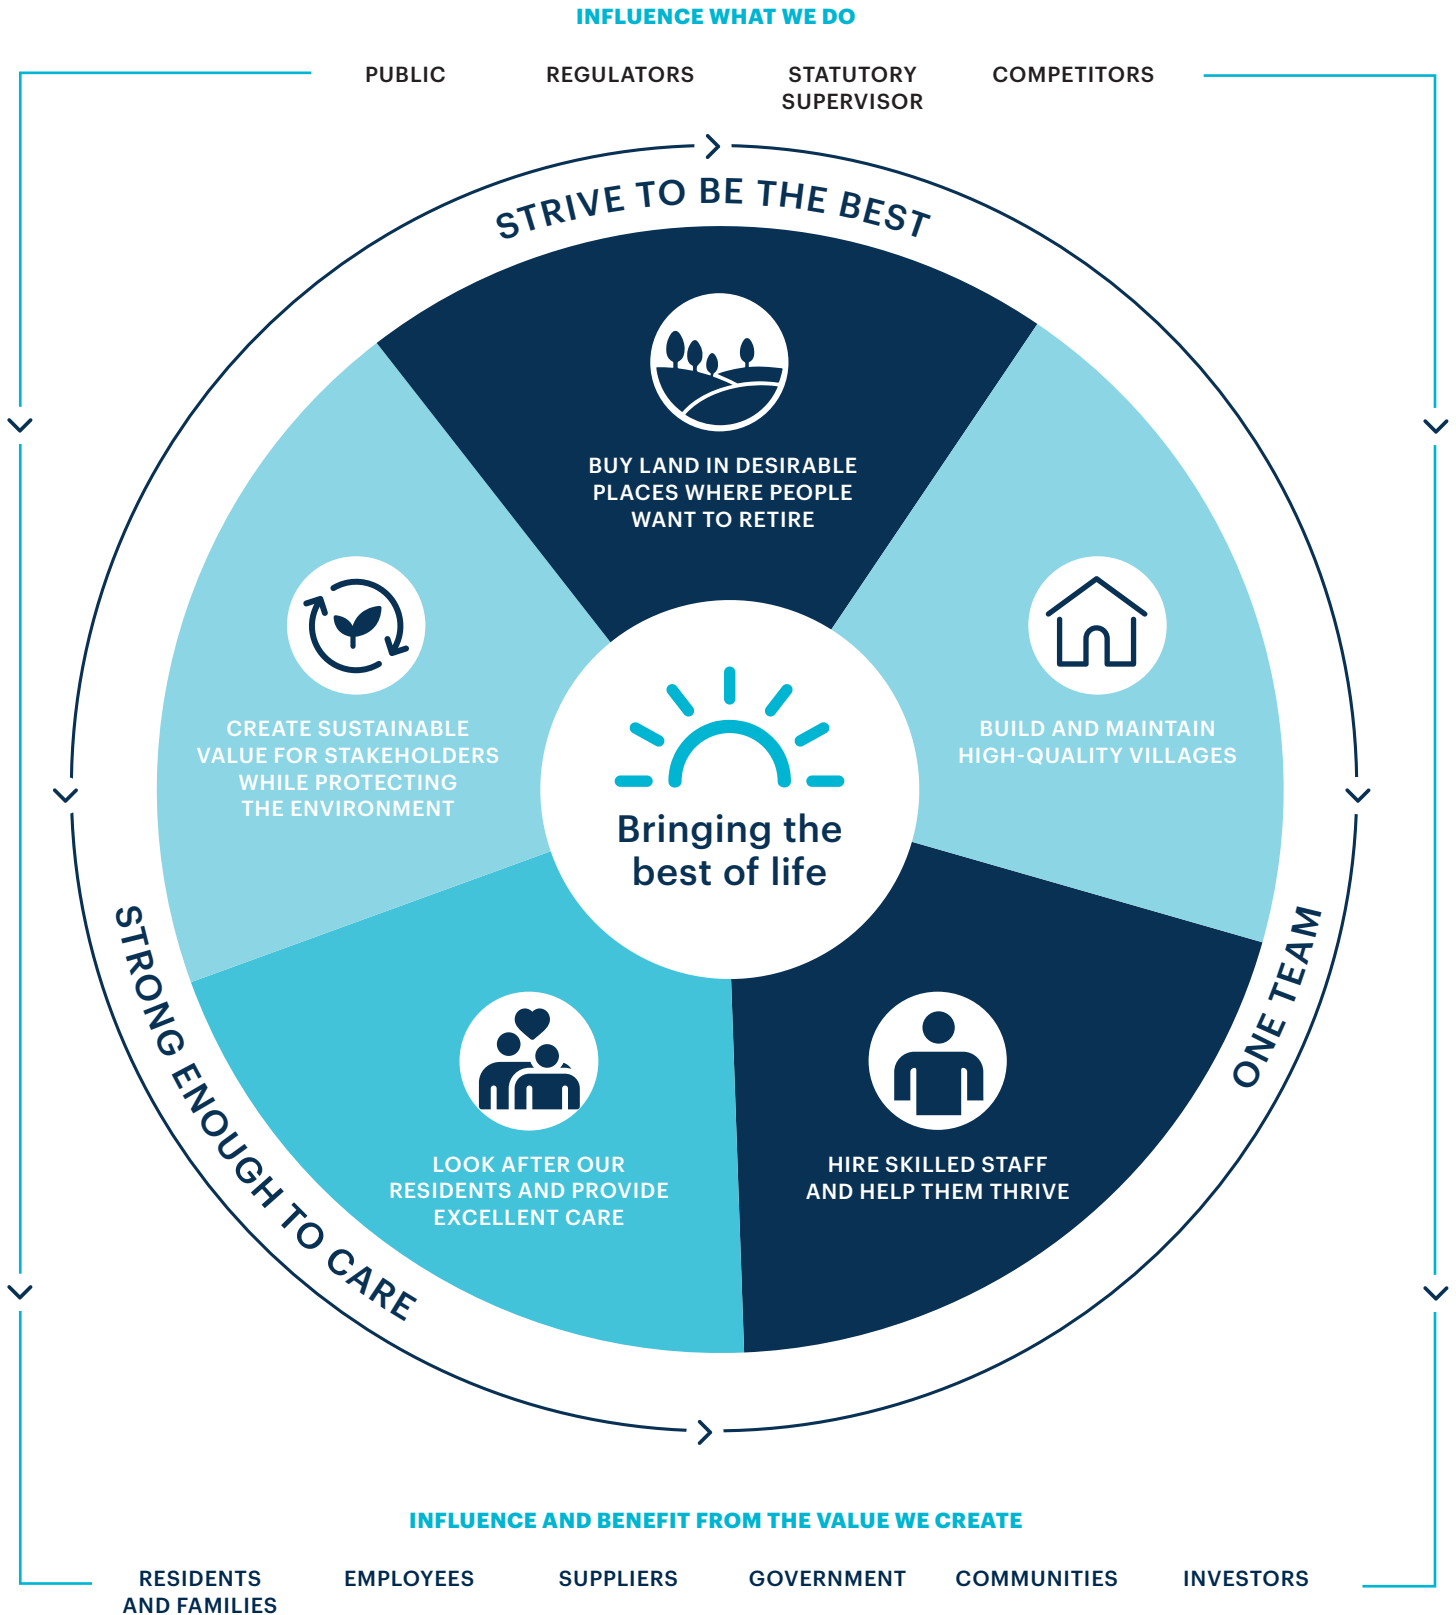 INFLUENCE WHAT WE DO
PUBLIC
REGULATORS
STATUTORY
SUPERVISOR
COMPETITORS
STRIVE TO BE THE BEST
BUY LAND IN DESIRABLE
PLACES WHERE PEOPLE
WANT TO RETIRE
BUILD AND MAINTAIN
HIGH-QUALITY VILLAGES
ONE TEAM
HIRE SKILLED STAFF
AND HELP THEM THRIVE
LOOK AFTER OUR
RESIDENTS AND PROVIDE
EXCELLENT CARE
STRONG ENOUGH TO CARE
CREATE SUSTAINABLE
VALUE FOR STAKEHOLDERS
WHILE PROTECTING
THE ENVIRONMENT
Bringing the
best of life
INFLUENCE AND BENEFIT FROM THE VALUE WE CREATE
RESIDENTS
AND FAMILIES
EMPLOYEES
SUPPLIERS
GOVERNMENT
COMMUNITIES
INVESTORS